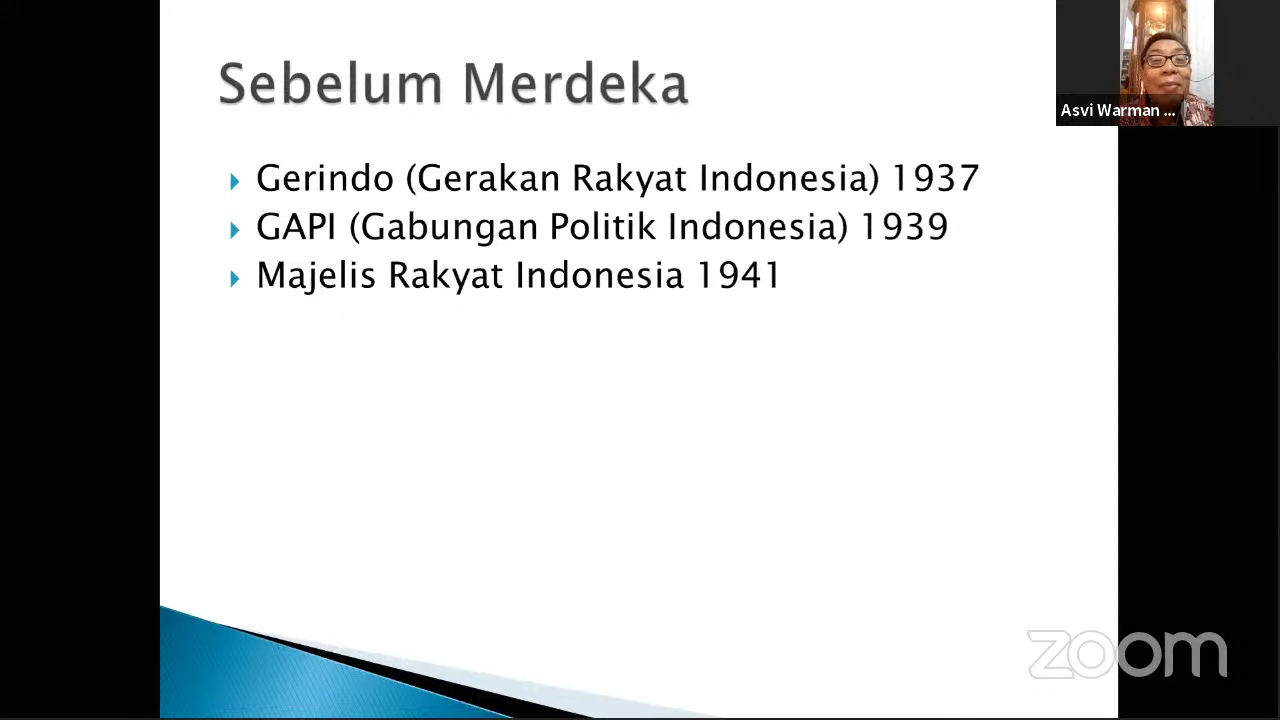 Sebelum Merdeka
Gerindo (Gerakan Rakyat Indonesia) 1937
GAPI (Gabungan Politik Indonesia) 1939
Majelis Rakyat Indonesia 1941
Asvi Warman ...
zoom